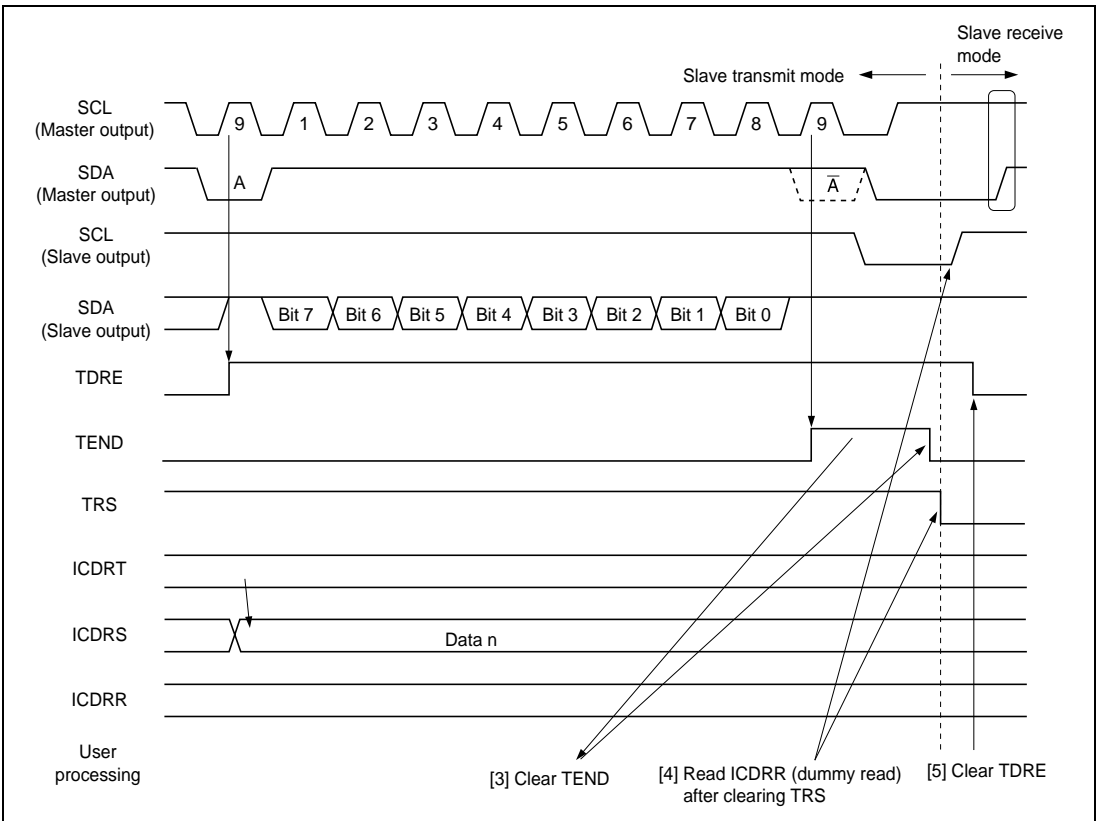 Slave receive
mode
Slave transmit mode
SCL
(Master output)
9 1 2 3 4 5 6 7 8 9
SDA
(Master output)
A A̅
SCL
(Slave output)
SDA
(Slave output)
Bit 7 Bit 6 Bit 5 Bit 4 Bit 3 Bit 2 Bit 1 Bit 0
TDRE
TEND
TRS
ICDRT
ICDRS
Data n
ICDRR
User
processing
[3] Clear TEND
[4] Read ICDRR (dummy read)
after clearing TRS
[5] Clear TDRE